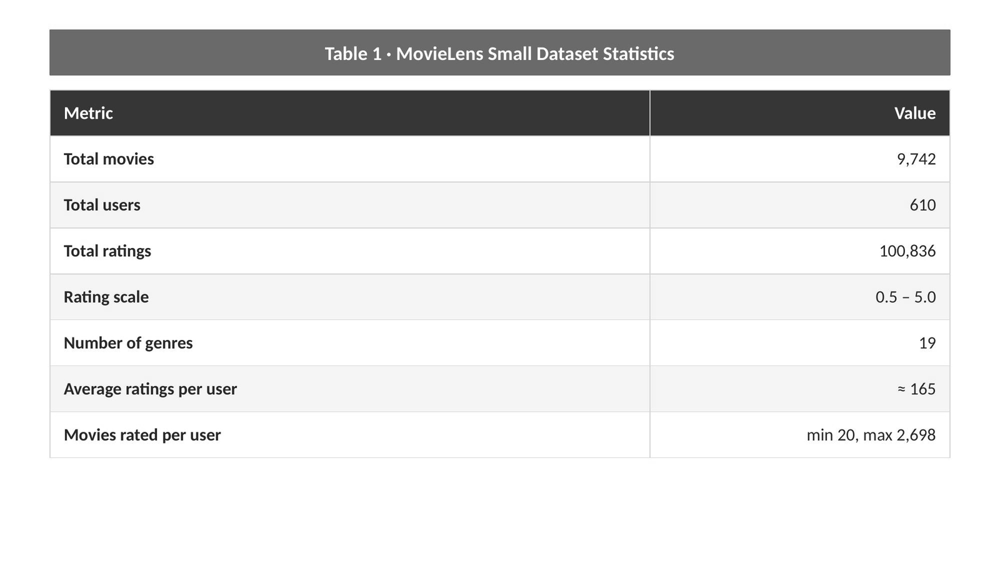 Table 1 · MovieLens Small Dataset Statistics
Metric Value
Total movies 9,742
Total users 610
Total ratings 100,836
Rating scale 0.5 – 5.0
Number of genres 19
Average ratings per user ≈ 165
Movies rated per user min 20, max 2,698